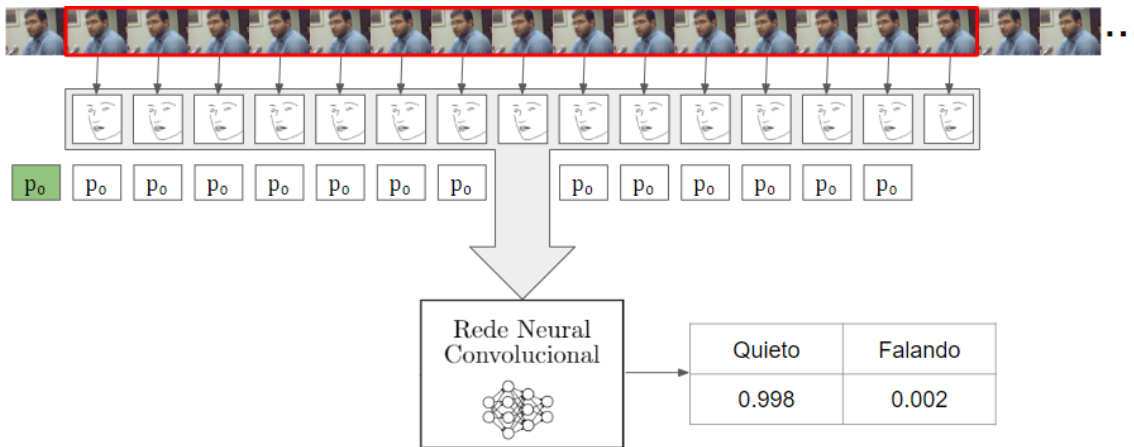 ...
p₀ p₀ p₀ p₀ p₀ p₀ p₀ p₀ p₀ p₀ p₀ p₀ p₀ p₀
Rede Neural
Convolucional
Quieto Falando
0.998 0.002